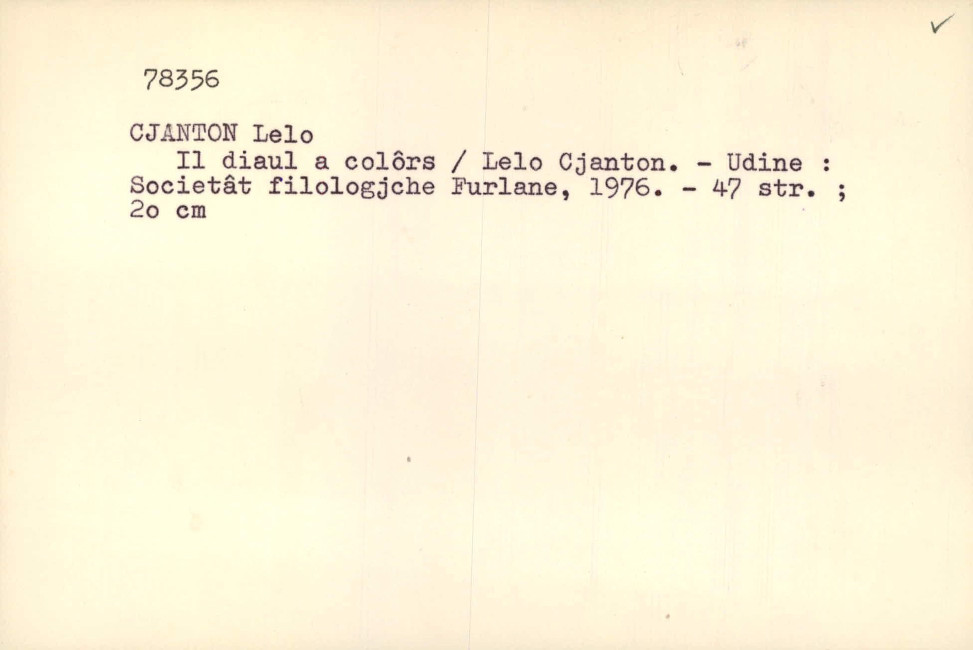 78356
CJANTON Lelo
Il diaul a colôrs / Lelo Cjanton. - Udine :
Societât filologjche Furlane, 1976. - 47 str. ;
2o cm